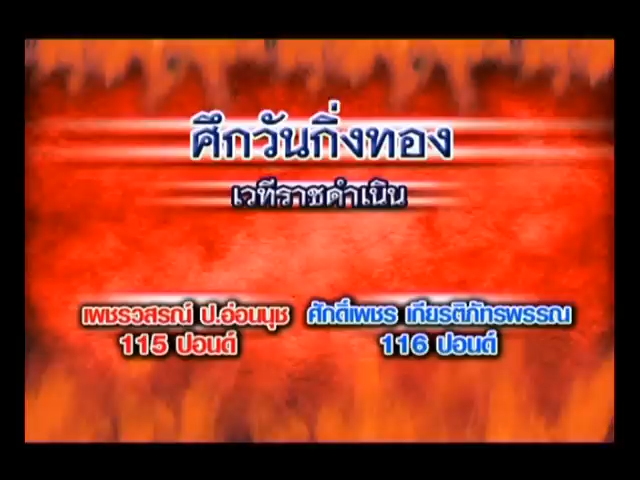 ศึกวันกิ่งทอง
เวทีราชดำเนิน
เพชรวสรณ์ ป.อ่อนนุช ศักดิ์เพชร เกียรติภัทรพรรณ
115 ปอนด์ 116 ปอนด์